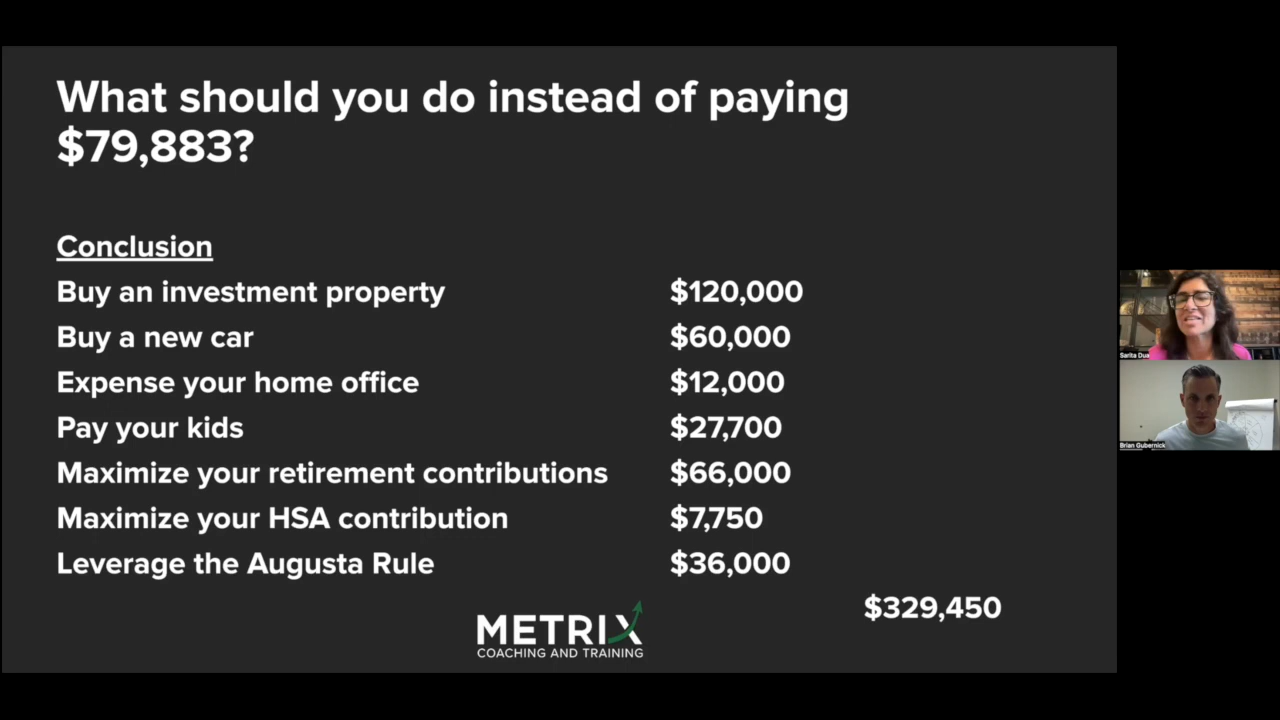 What should you do instead of paying
$79,883?
Conclusion
Buy an investment property $120,000
Buy a new car $60,000
Expense your home office $12,000
Pay your kids $27,700
Maximize your retirement contributions $66,000
Maximize your HSA contribution $7,750
Leverage the Augusta Rule $36,000
$329,450
METRIX
COACHING AND TRAINING
Sarita Dua
Brian Gubernick